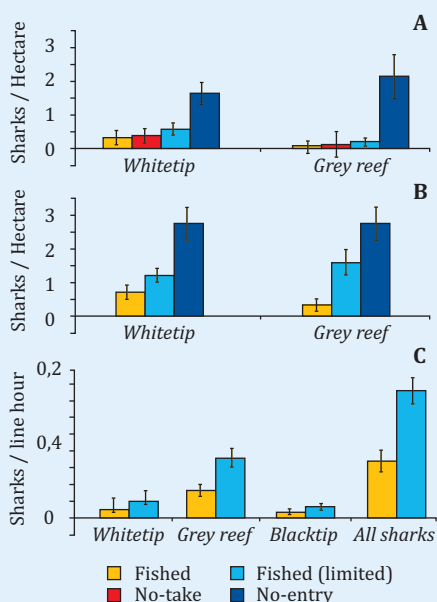 A
Sharks / Hectare
3
2
1
0
Whitetip Grey reef
B
Sharks / Hectare
3
2
1
0
Whitetip Grey reef
C
Sharks / line hour
0,2
0,4
0
Whitetip Grey reef Blacktip All sharks
Fished Fished (limited)
No-take No-entry